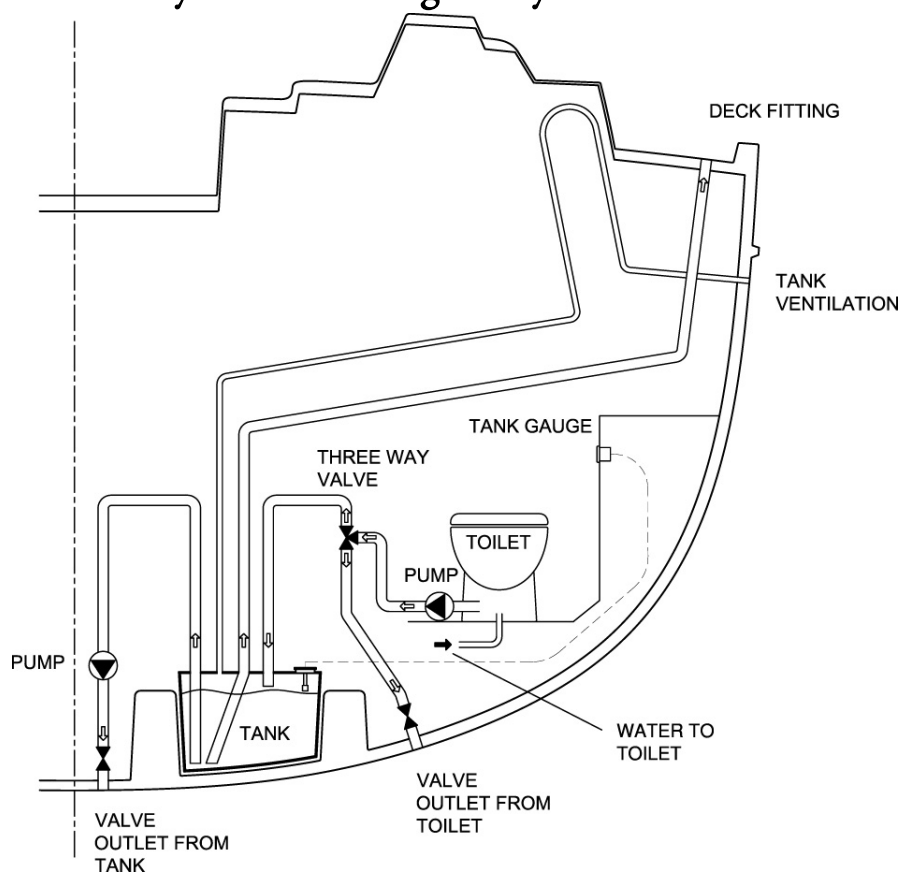 DECK FITTING
TANK
VENTILATION
TANK GAUGE
THREE WAY
VALVE
TOILET
PUMP
PUMP
TANK
WATER TO
TOILET
VALVE
OUTLET FROM
TOILET
VALVE
OUTLET FROM
TANK